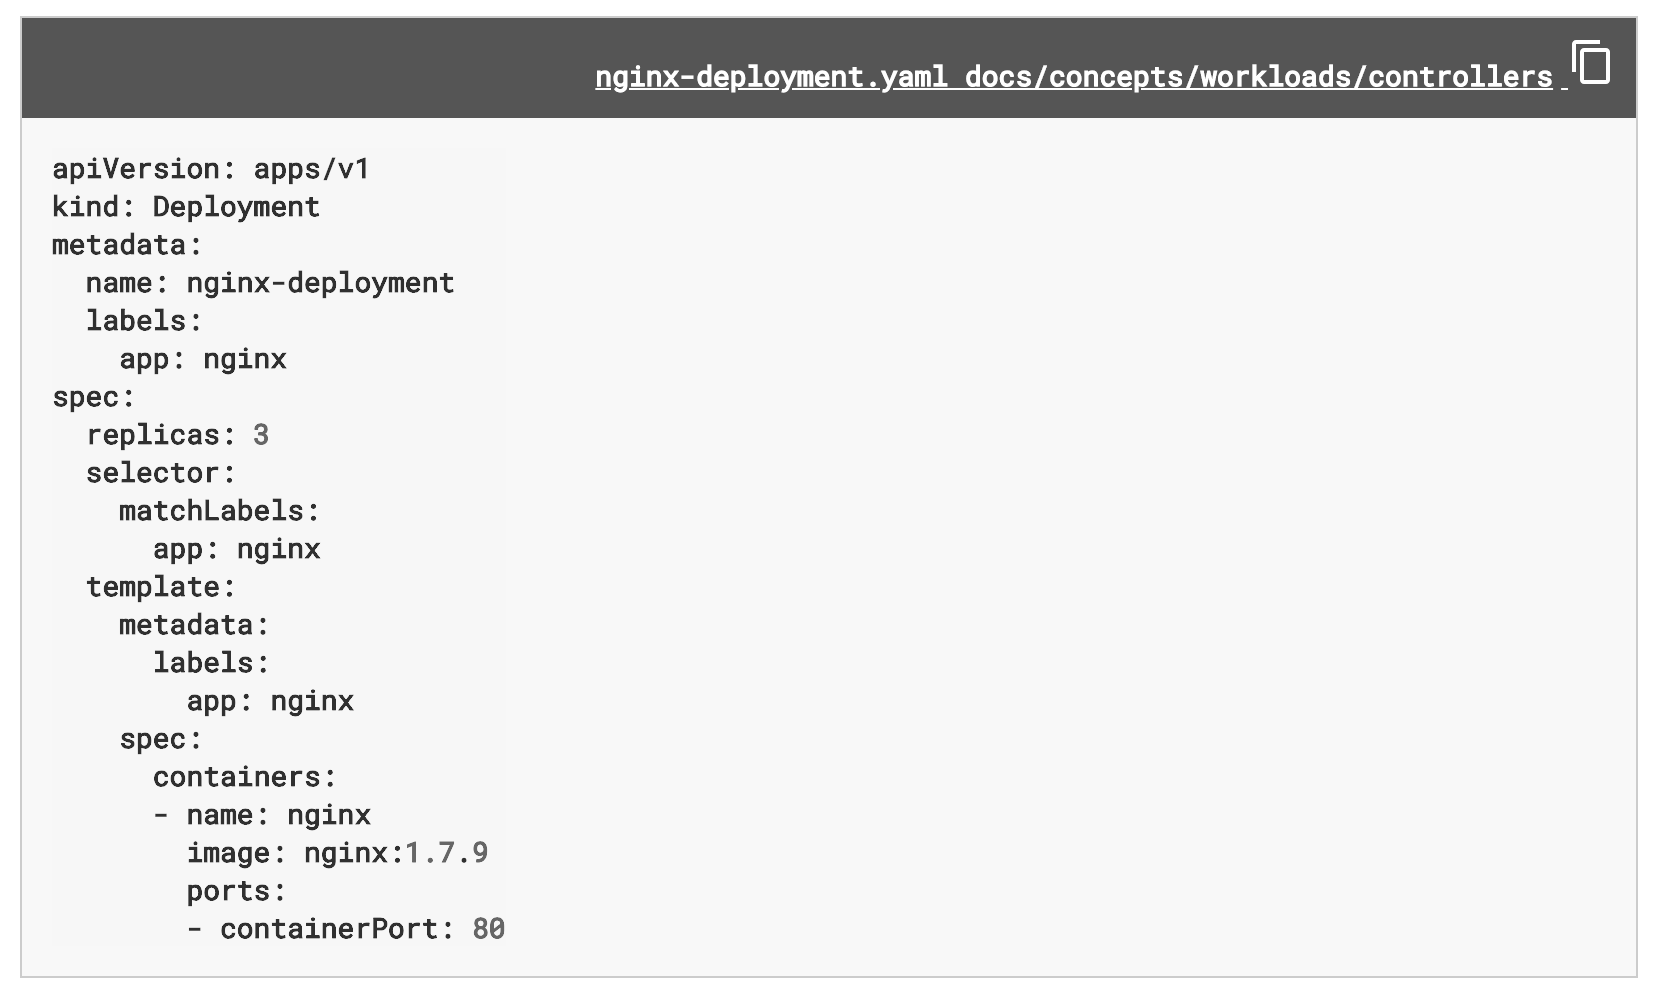 nginx-deployment.yaml docs/concepts/workloads/controllers
apiVersion: apps/v1
kind: Deployment
metadata:
  name: nginx-deployment
  labels:
    app: nginx
spec:
  replicas: 3
  selector:
    matchLabels:
      app: nginx
  template:
    metadata:
      labels:
        app: nginx
    spec:
      containers:
      - name: nginx
        image: nginx:1.7.9
        ports:
        - containerPort: 80